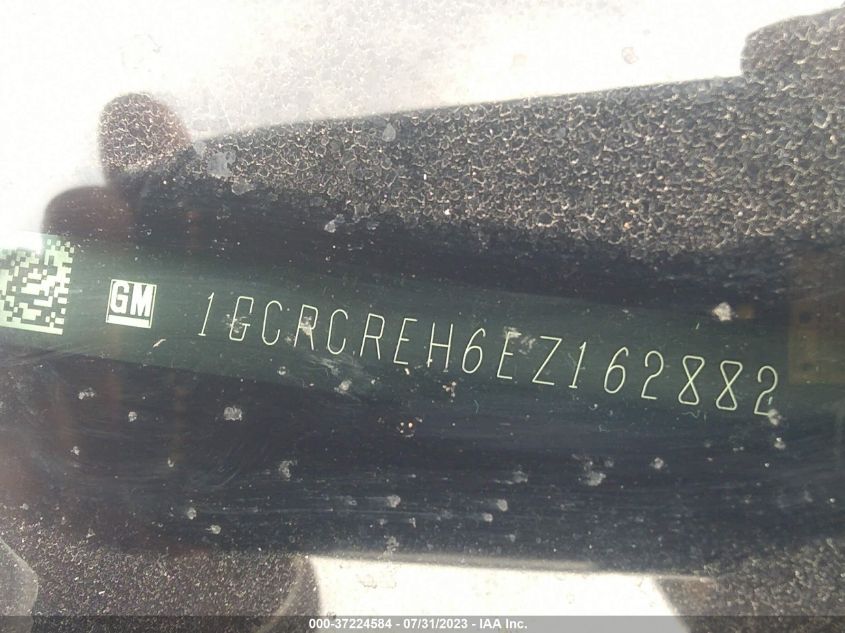 GM 1GCRCREH6EZ162882
000-37224584 - 07/31/2023 - IAA Inc.